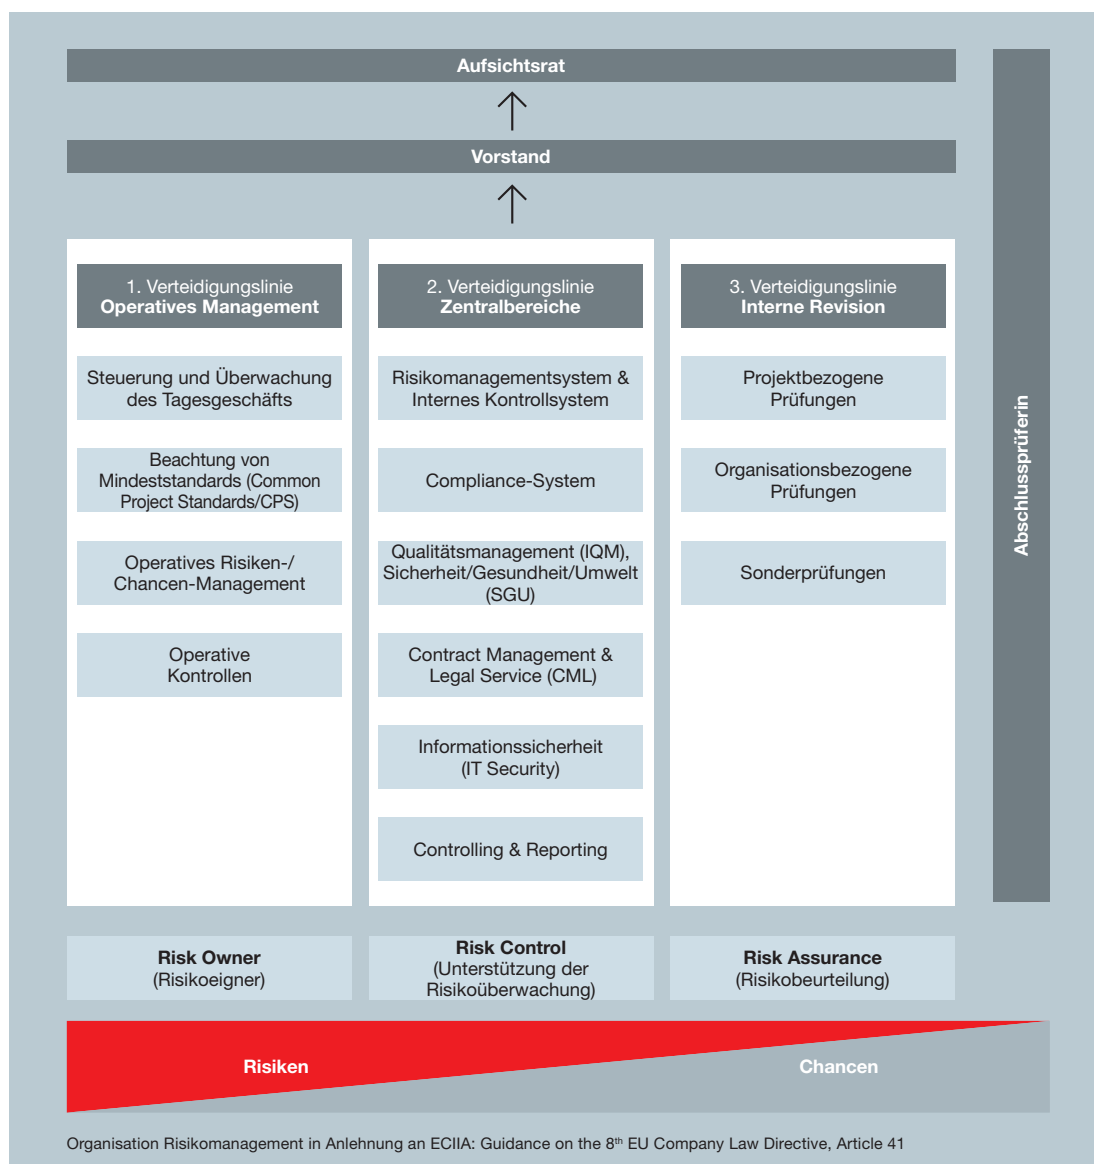 Aufsichtsrat
Vorstand
1. Verteidigungslinie
Operatives Management
Steuerung und Überwachung
des Tagesgeschäfts
Beachtung von
Mindeststandards (Common
Project Standards/CPS)
Operatives Risiken-/
Chancen-Management
Operative
Kontrollen
2. Verteidigungslinie
Zentralbereiche
Risikomanagementsystem &
Internes Kontrollsystem
Compliance-System
Qualitätsmanagement (IQM),
Sicherheit/Gesundheit/Umwelt
(SGU)
Contract Management &
Legal Service (CML)
Informationssicherheit
(IT Security)
Controlling & Reporting
3. Verteidigungslinie
Interne Revision
Projektbezogene
Prüfungen
Organisationsbezogene
Prüfungen
Sonderprüfungen
Abschlussprüferin
Risk Owner
(Risikoeigner)
Risk Control
(Unterstützung der
Risikoüberwachung)
Risk Assurance
(Risikobeurteilung)
Risiken
Chancen
Organisation Risikomanagement in Anlehnung an ECIIA: Guidance on the 8th EU Company Law Directive, Article 41